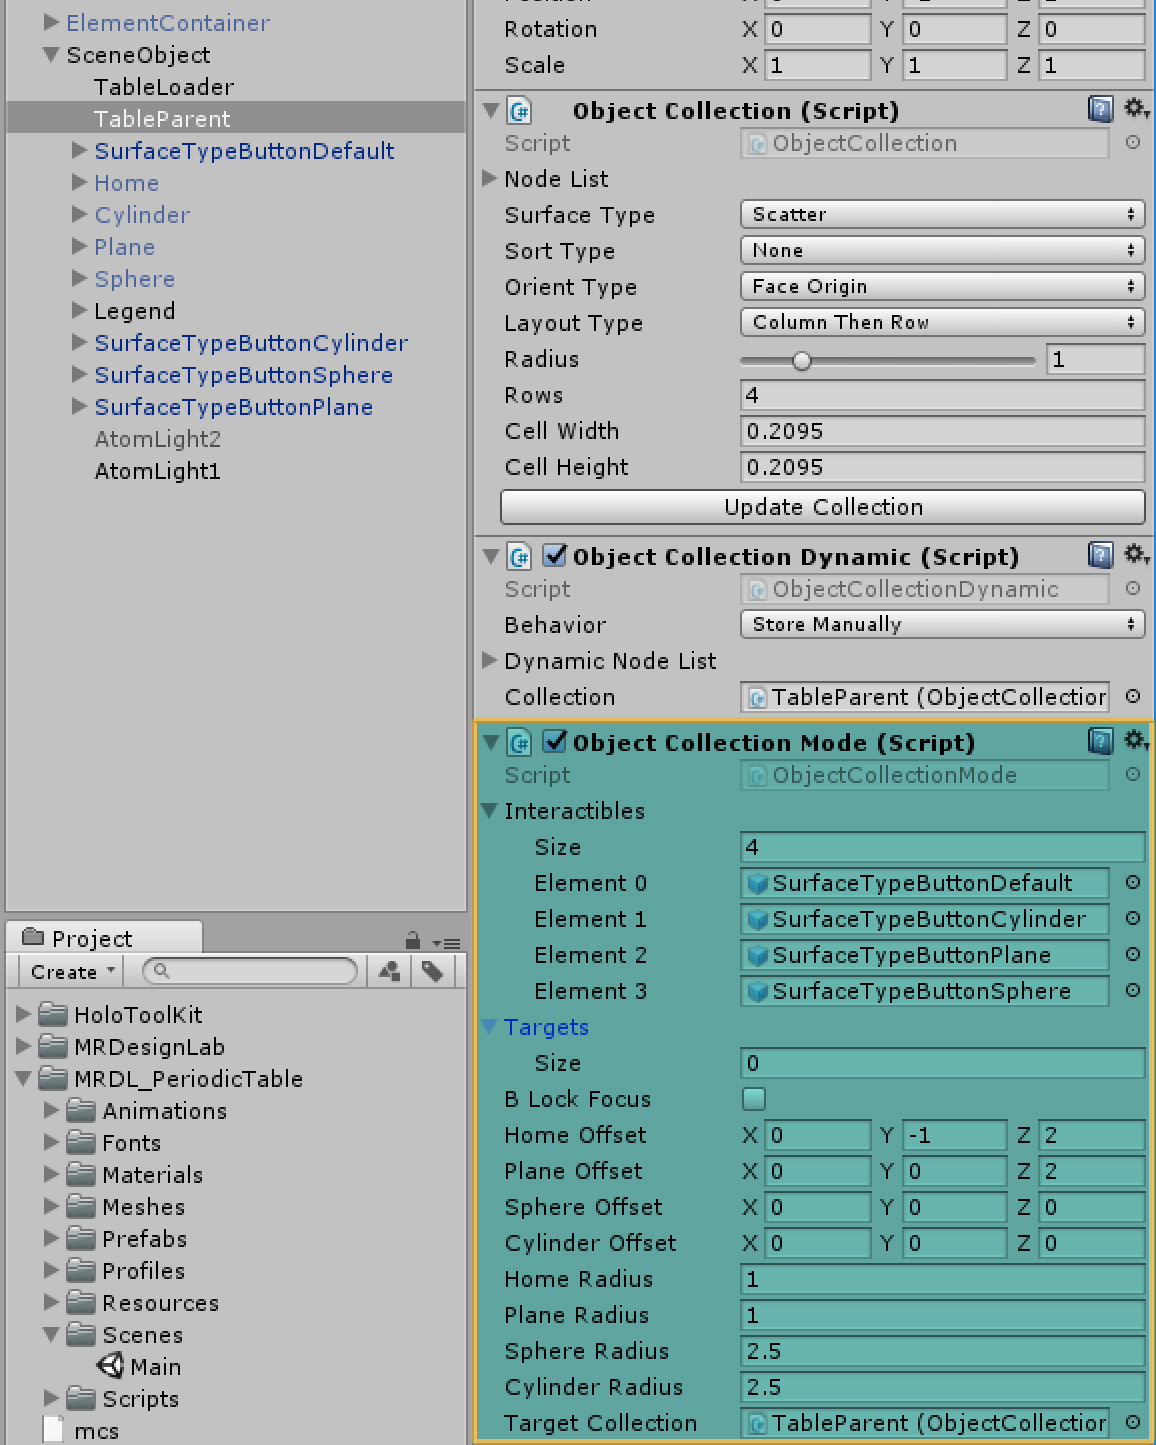 ElementContainer
SceneObject
TableLoader
TableParent
SurfaceTypeButtonDefault
Home
Cylinder
Plane
Sphere
Legend
SurfaceTypeButtonCylinder
SurfaceTypeButtonSphere
SurfaceTypeButtonPlane
AtomLight2
AtomLight1
Project
Create
HoloToolKit
MRDesignLab
MRDL_PeriodicTable
Animations
Fonts
Materials
Meshes
Prefabs
Profiles
Resources
Scenes
Main
Scripts
mcs
Rotation X 0 Y 0 Z 0
Scale X 1 Y 1 Z 1
Object Collection (Script)
Script ObjectCollection
Node List
Surface Type Scatter
Sort Type None
Orient Type Face Origin
Layout Type Column Then Row
Radius 1
Rows 4
Cell Width 0.2095
Cell Height 0.2095
Update Collection
Object Collection Dynamic (Script)
Script ObjectCollectionDynamic
Behavior Store Manually
Dynamic Node List
Collection TableParent (ObjectCollection
Object Collection Mode (Script)
Script ObjectCollectionMode
Interactibles
Size 4
Element 0 SurfaceTypeButtonDefault
Element 1 SurfaceTypeButtonCylinder
Element 2 SurfaceTypeButtonPlane
Element 3 SurfaceTypeButtonSphere
Targets
Size 0
B Lock Focus
Home Offset X 0 Y -1 Z 2
Plane Offset X 0 Y 0 Z 2
Sphere Offset X 0 Y 0 Z 0
Cylinder Offset X 0 Y 0 Z 0
Home Radius 1
Plane Radius 1
Sphere Radius 2.5
Cylinder Radius 2.5
Target Collection TableParent (ObjectCollection